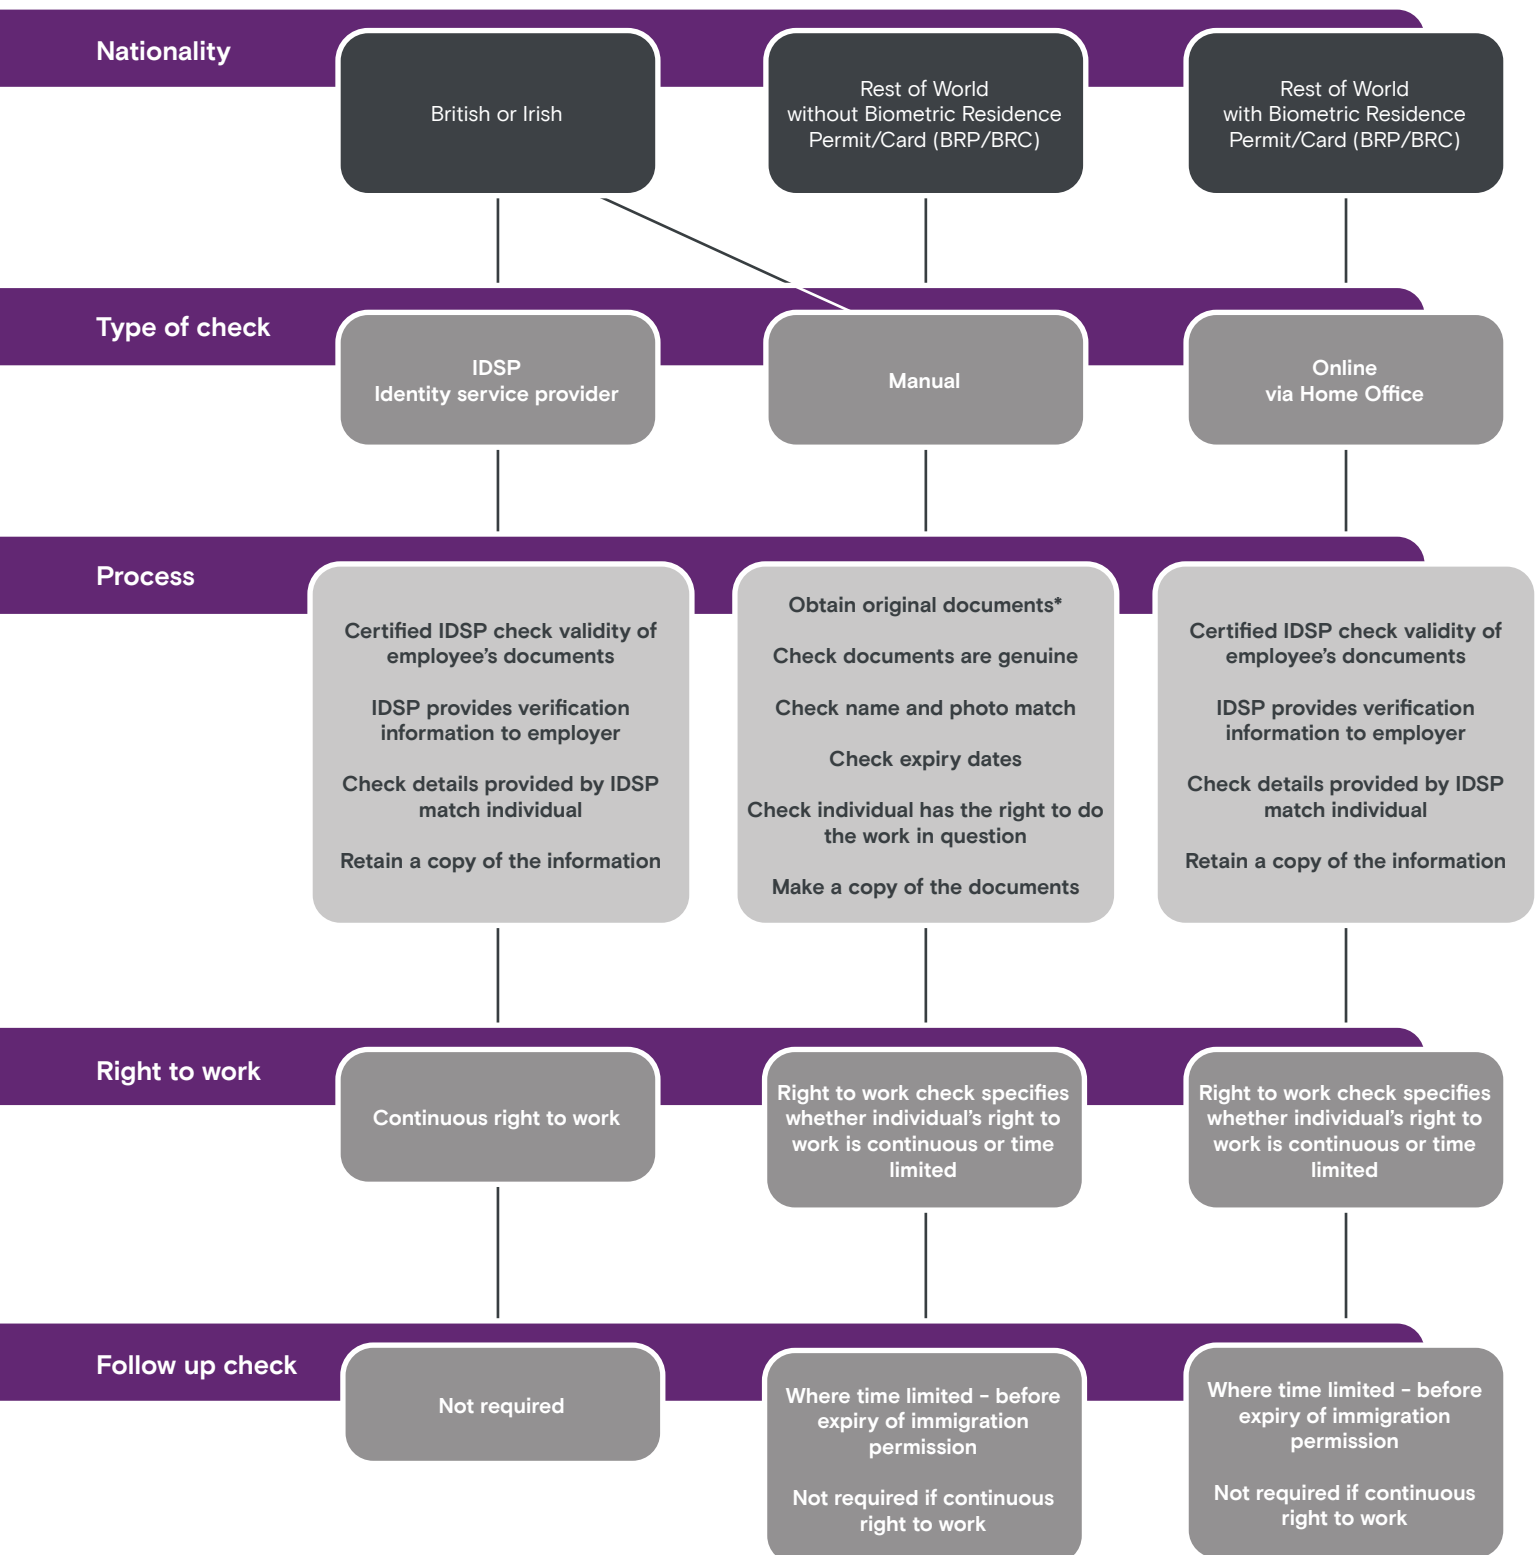 Nationality
British or Irish
Rest of World
without Biometric Residence
Permit/Card (BRP/BRC)
Rest of World
with Biometric Residence
Permit/Card (BRP/BRC)
Type of check
IDSP
Identity service provider
Manual
Online
via Home Office
Process
Certified IDSP check validity of
employee's documents
IDSP provides verification
information to employer
Check details provided by IDSP
match individual
Retain a copy of the information
Obtain original documents*
Check documents are genuine
Check name and photo match
Check expiry dates
Check individual has the right to do
the work in question
Make a copy of the documents
Certified IDSP check validity of
employee's doncuments
IDSP provides verification
information to employer
Check details provided by IDSP
match individual
Retain a copy of the information
Right to work
Continuous right to work
Right to work check specifies
whether individual's right to
work is continuous or time
limited
Right to work check specifies
whether individual's right to
work is continuous or time
limited
Follow up check
Not required
Where time limited - before
expiry of immigration
permission
Not required if continuous
right to work
Where time limited - before
expiry of immigration
permission
Not required if continuous
right to work